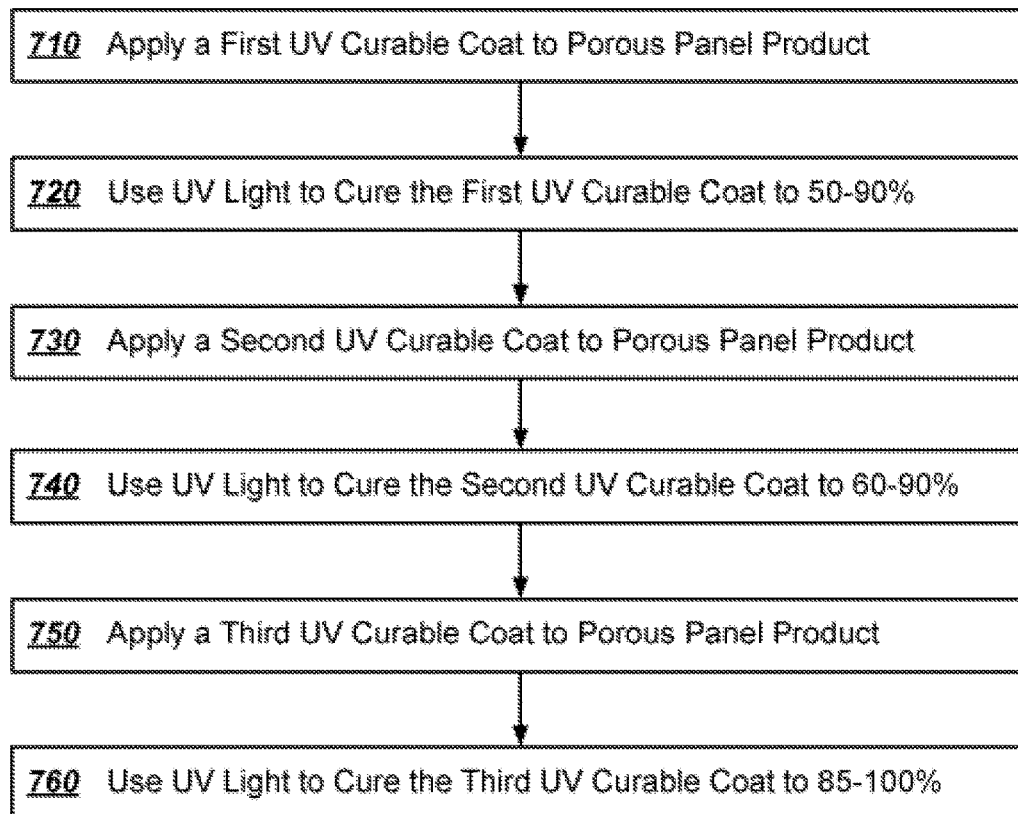 710 Apply a First UV Curable Coat to Porous Panel Product
720 Use UV Light to Cure the First UV Curable Coat to 50-90%
730 Apply a Second UV Curable Coat to Porous Panel Product
740 Use UV Light to Cure the Second UV Curable Coat to 60-90%
750 Apply a Third UV Curable Coat to Porous Panel Product
760 Use UV Light to Cure the Third UV Curable Coat to 85-100%